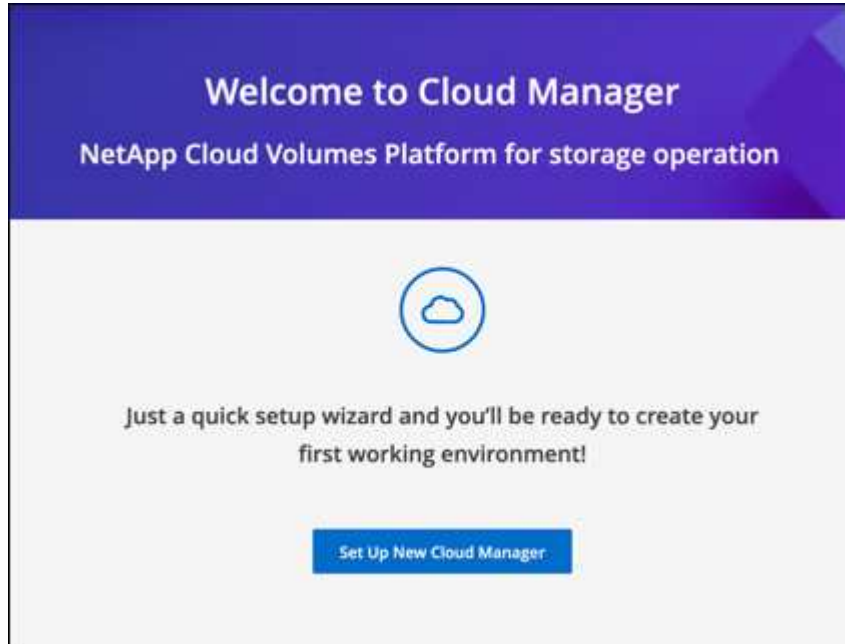 Welcome to Cloud Manager
NetApp Cloud Volumes Platform for storage operation
Just a quick setup wizard and you'll be ready to create your
first working environment!
Set Up New Cloud Manager